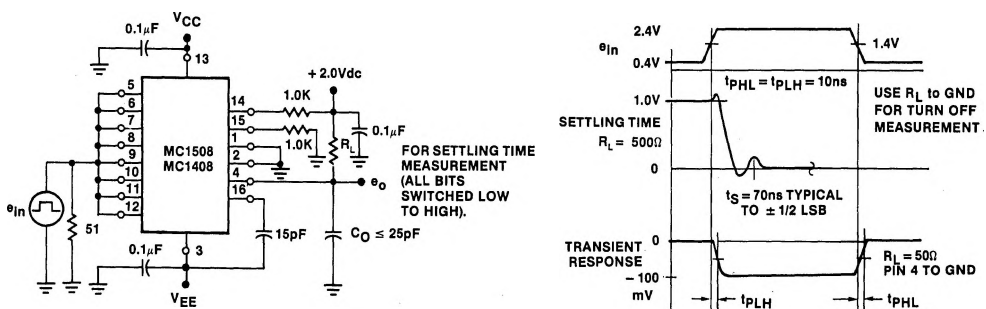 VCC
0.1μF
13
+ 2.0Vdc
5
6
7
8
9
10
11
12
MC1508
MC1408
14
15
1
2
4
16
1.0K
1.0K
RL
0.1μF
eo
FOR SETTLING TIME
MEASUREMENT
(ALL BITS
SWITCHED LOW
TO HIGH).
ein
51
0.1μF
3
15pF
CO ≤ 25pF
VEE
2.4V
ein
0.4V
1.4V
tPHL = tPLH = 10ns
USE RL to GND
FOR TURN OFF
MEASUREMENT.
1.0V
SETTLING TIME
RL = 500Ω
0
tS = 70ns TYPICAL
TO ± 1/2 LSB
TRANSIENT
RESPONSE
0
– 100
mV
RL = 50Ω
PIN 4 TO GND
tPLH
tPHL